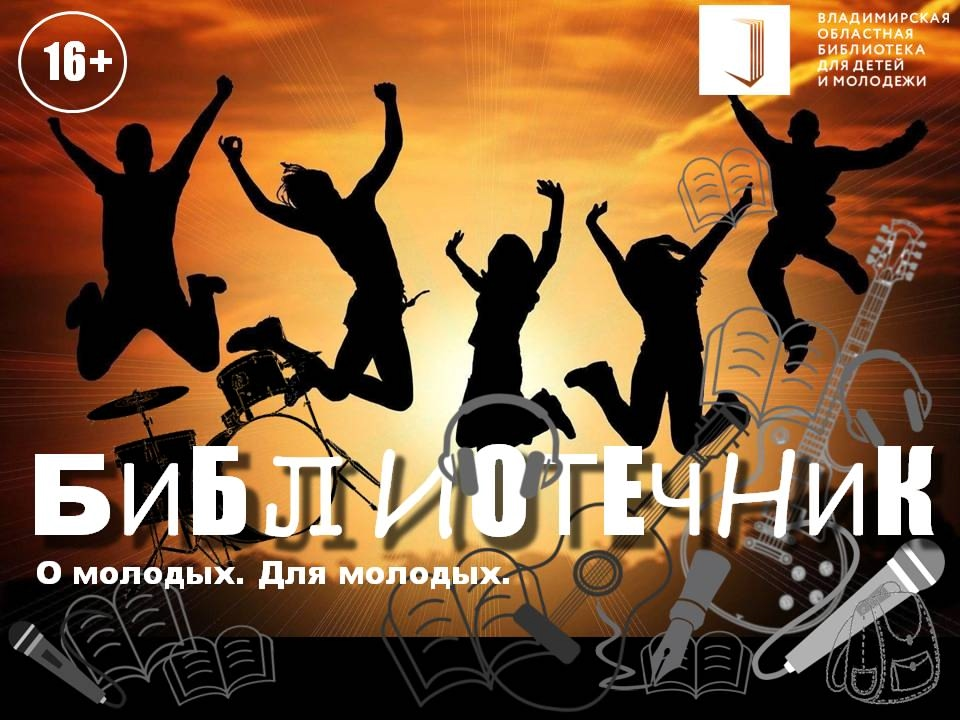 16+
ВЛАДИМИРСКАЯ
ОБЛАСТНАЯ
БИБЛИОТЕКА
ДЛЯ ДЕТЕЙ
И МОЛОДЕЖИ
БИБЛИОТЕЧНИК
О молодых. Для молодых.